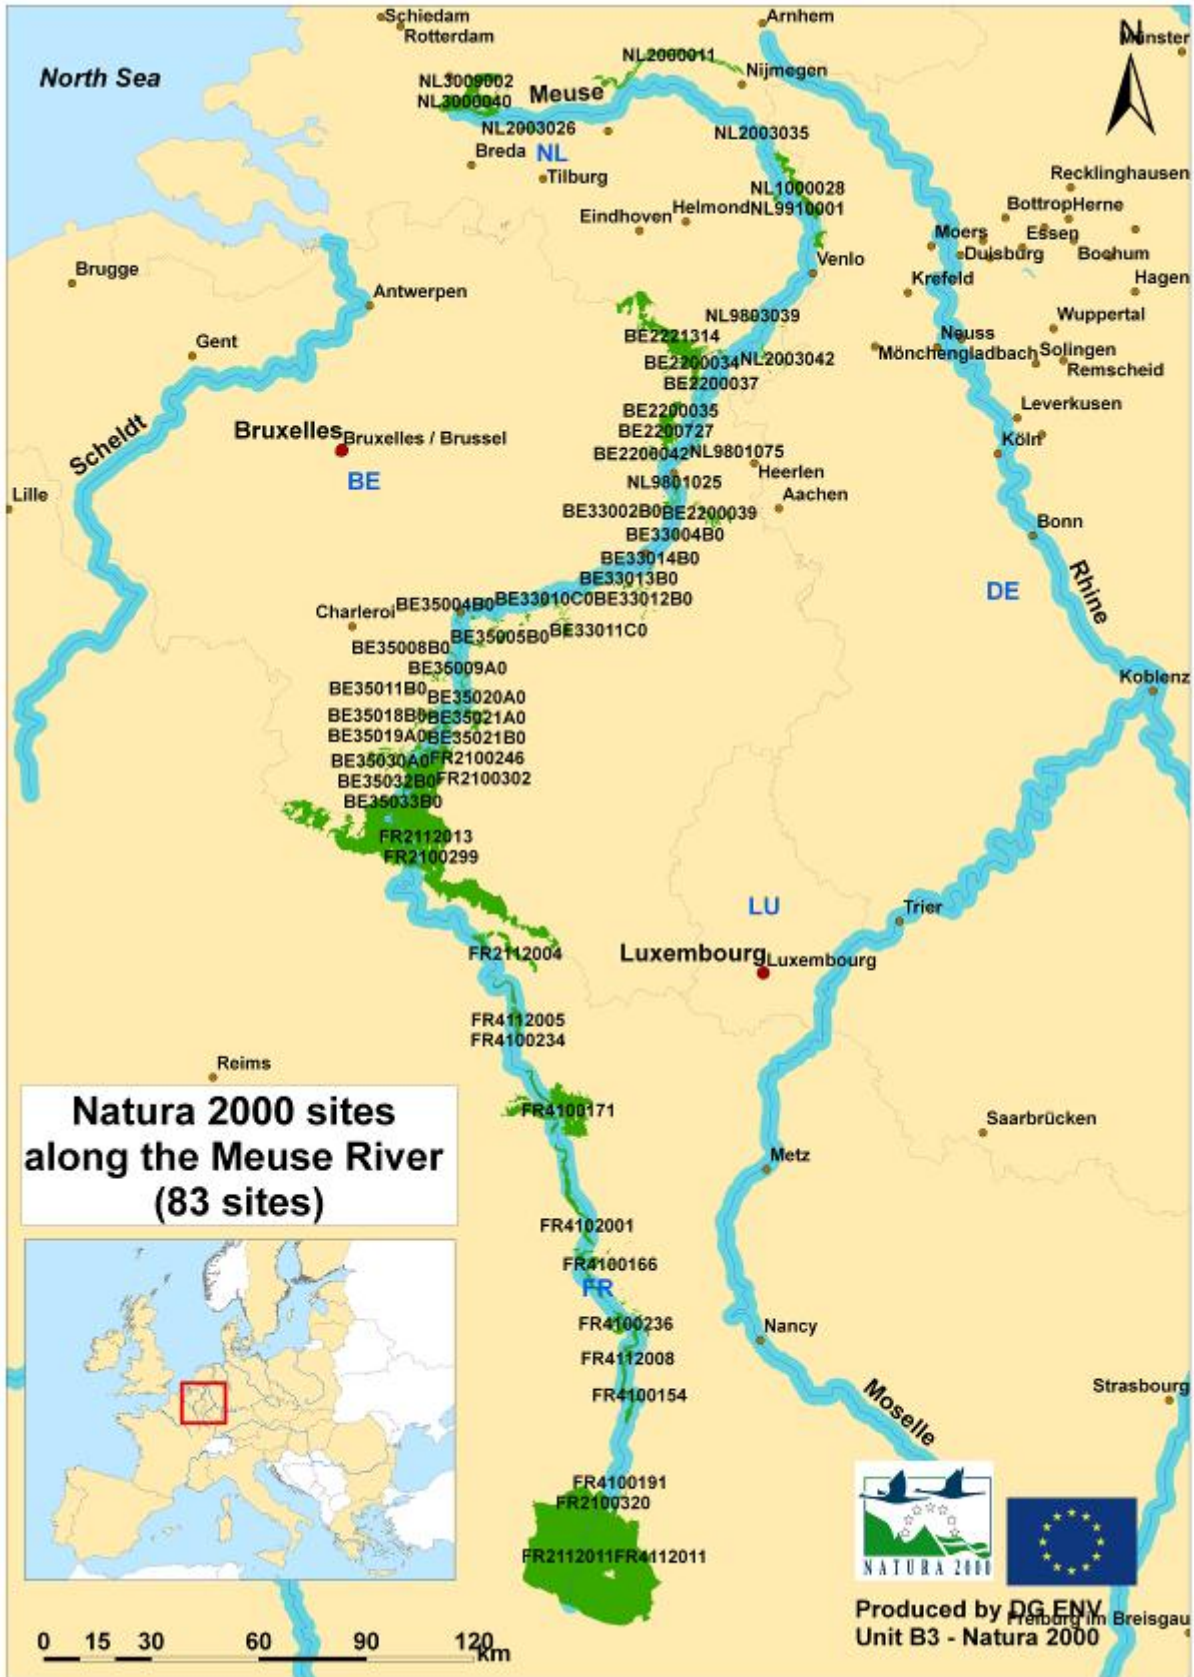 Schiedam
Rotterdam
Arnhem
N
Münster
North Sea
NL2000011
Nijmegen
NL3009002
NL3000040
Meuse
NL2003026
NL2003035
Breda
NL
Tilburg
Recklinghausen
NL1000028
NL9910001
Eindhoven
Helmond
Bottrop
Herne
Moers
Essen
Duisburg
Bochum
Brugge
Venlo
Krefeld
Hagen
Antwerpen
NL9803039
Wuppertal
Gent
BE2221314
Neuss
BE2200034
NL2003042
Mönchengladbach
Solingen
Remscheid
BE2200037
Leverkusen
BE2200035
Scheldt
Bruxelles
Bruxelles / Brussel
BE2200727
Köln
BE2200042
NL9801075
Heerlen
BE
NL9801025
Lille
Aachen
BE33002B0
BE2200039
Bonn
BE33004B0
BE33014B0
BE33013B0
Rhine
DE
BE35004B0
BE33010C0
BE33012B0
Charleroi
BE35005B0
BE33011C0
BE35008B0
BE35009A0
Koblenz
BE35011B0
BE35020A0
BE35018B0
BE35021A0
BE35019A0
BE35021B0
BE35030A0
FR2100246
BE35032B0
FR2100302
BE35033B0
FR2112013
FR2100299
LU
Trier
FR2112004
Luxembourg
Luxembourg
FR4112005
FR4100234
Reims
FR4100171
Natura 2000 sites
along the Meuse River
(83 sites)
Saarbrücken
Metz
FR4102001
FR4100166
FR
FR4100236
Nancy
FR4112008
FR4100154
Moselle
Strasbourg
FR4100191
FR2100320
FR2112011
FR4112011
NATURA 2000
Produced by DG ENV
Unit B3 - Natura 2000
Freiburg im Breisgau
0 15 30 60 90 120
km